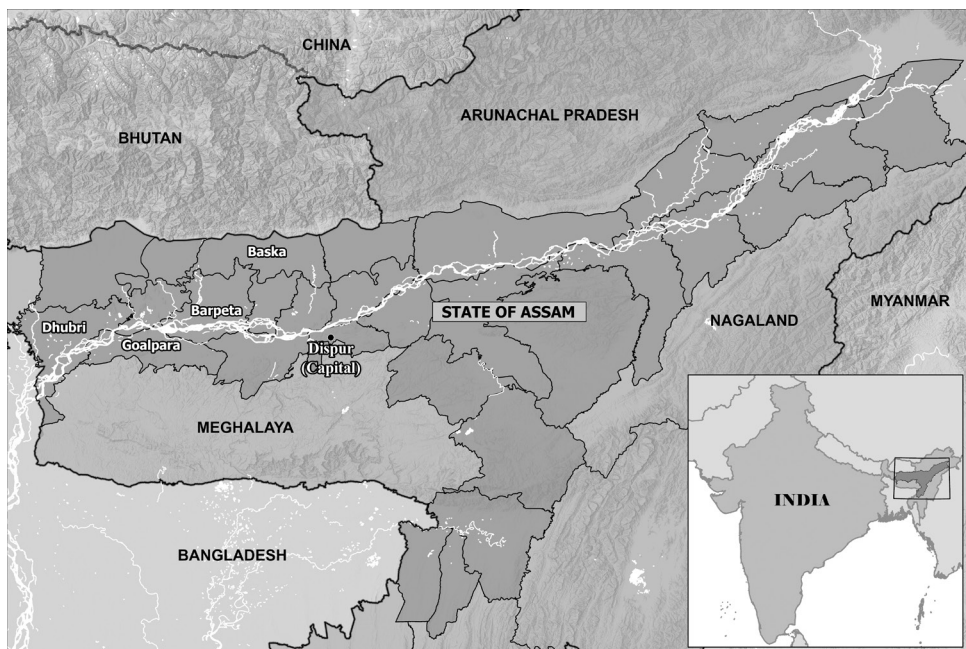 CHINA
BHUTAN
ARUNACHAL PRADESH
Baska
Barpeta
Dhubri
Goalpara
STATE OF ASSAM
Dispur
(Capital)
NAGALAND
MYANMAR
MEGHALAYA
BANGLADESH
INDIA